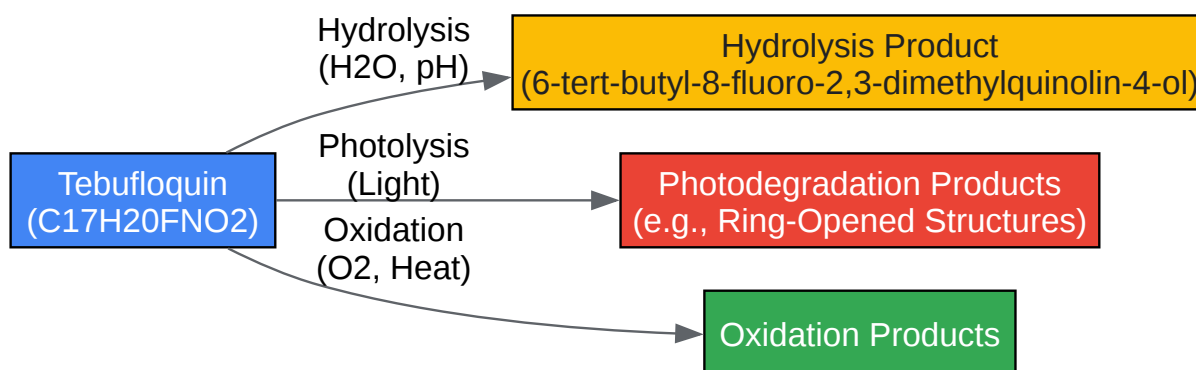 Tebufloquin
(C17H20FNO2)
Hydrolysis
(H2O, pH)
Hydrolysis Product
(6-tert-butyl-8-fluoro-2,3-dimethylquinolin-4-ol)
Photolysis
(Light)
Photodegradation Products
(e.g., Ring-Opened Structures)
Oxidation
(O2, Heat)
Oxidation Products